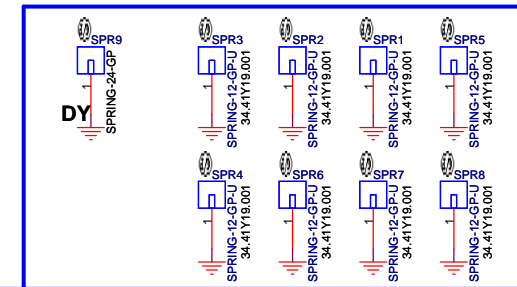 SPR9
1
SPRING-24-GP
DY
SPR3
1
SPRING-12-GP-U
34.41Y19.001
SPR2
1
SPRING-12-GP-U
34.41Y19.001
SPR1
1
SPRING-12-GP-U
34.41Y19.001
SPR5
1
SPRING-12-GP-U
34.41Y19.001
SPR4
1
SPRING-12-GP-U
34.41Y19.001
SPR6
1
SPRING-12-GP-U
34.41Y19.001
SPR7
1
SPRING-12-GP-U
34.41Y19.001
SPR8
1
SPRING-12-GP-U
34.41Y19.001